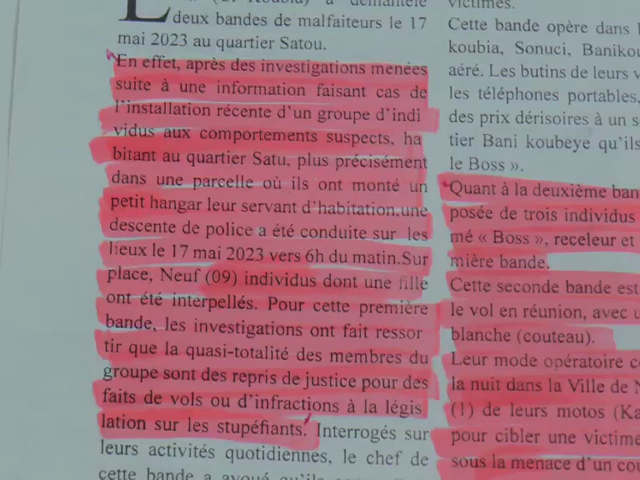 deux bandes de malfaiteurs le 17
mai 2023 au quartier Satou.
En effet, après des investigations menées
suite à une information faisant cas de
l'installation récente d'un groupe d'indi
vidus aux comportements suspects, ha
bitant au quartier Satu, plus précisément
dans une parcelle où ils ont monté un
petit hangar leur servant d'habitation,une
descente de police a été conduite sur les
lieux le 17 mai 2023 vers 6h du matin.Sur
place, Neuf (09) individus dont une fille
ont été interpellés. Pour cette première
bande, les investigations ont fait ressor
tir que la quasi-totalité des membres du
groupe sont des repris de justice pour des
faits de vols ou d'infractions à la légis
lation sur les stupéfiants. Interrogés sur
leurs activités quotidiennes, le chef de
cette bande a avoué
victimes.
Cette bande opère dans
koubia, Sonuci, Banikou
aéré. Les butins de leurs
les téléphones portables,
des prix dérisoires à un
tier Bani koubeye qu'ils
le Boss ».
Quant à la deuxième
posée de trois individus
mé « Boss », receleur et
mière bande.
Cette seconde bande est
le vol en réunion, avec
blanche (couteau).
Leur mode opératoire
la nuit dans la Ville de
(1) de leurs motos
pour cibler une victime
sous la menace d'un